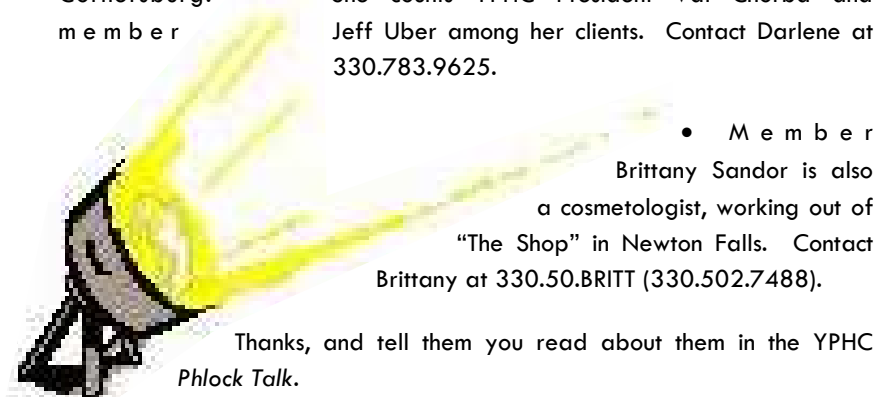 member Jeff Uber among her clients. Contact Darlene at
330.783.9625.
• Member
Brittany Sandor is also
a cosmetologist, working out of
“The Shop” in Newton Falls. Contact
Brittany at 330.50.BRITT (330.502.7488).
Thanks, and tell them you read about them in the YPHC
Phlock Talk.